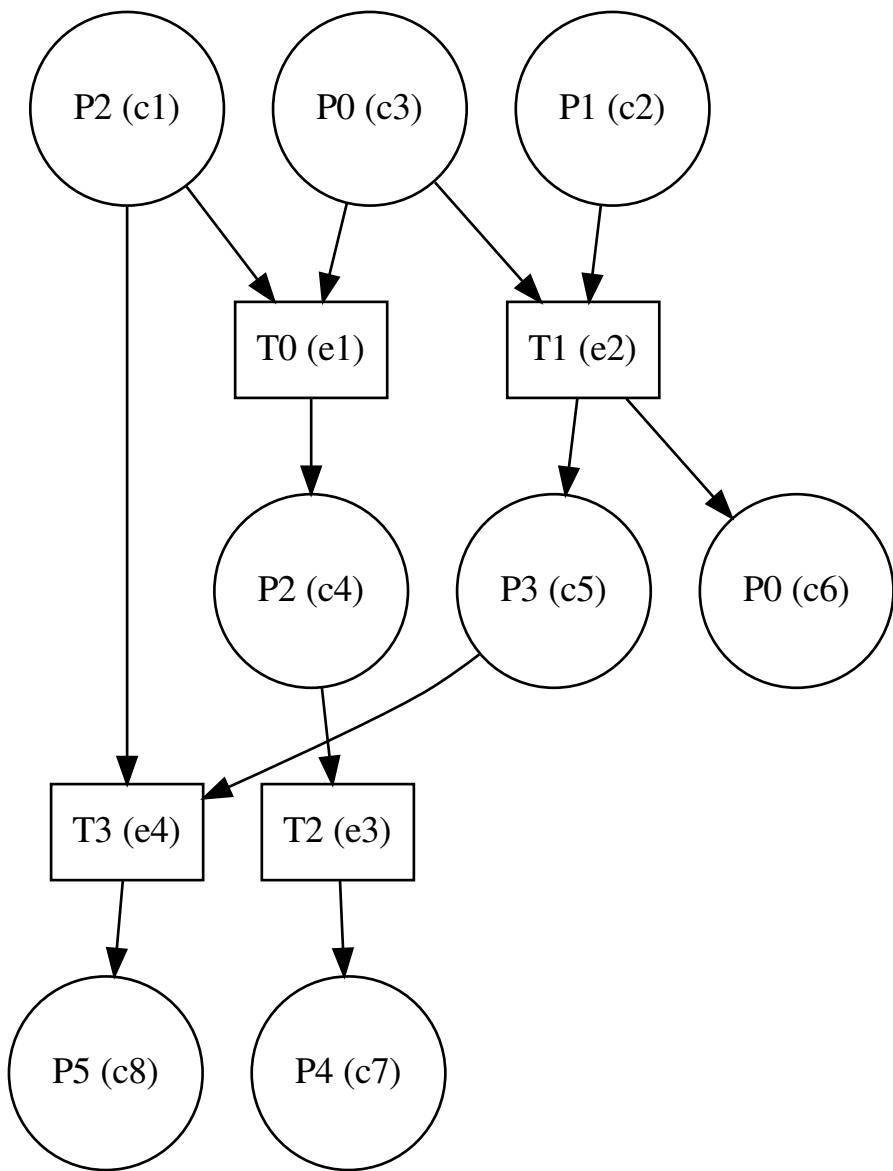 P2 (c1)
P0 (c3)
P1 (c2)
T0 (e1)
T1 (e2)
P2 (c4)
P3 (c5)
P0 (c6)
T3 (e4)
T2 (e3)
P5 (c8)
P4 (c7)